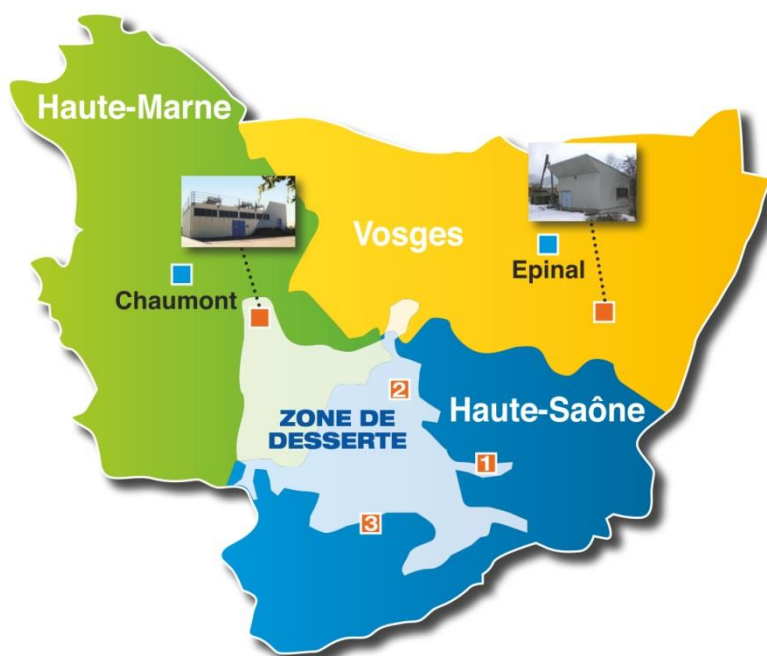 Haute-Marne
Vosges
Epinal
Chaumont
2
ZONE DE
DESSERTE
Haute-Saône
1
3